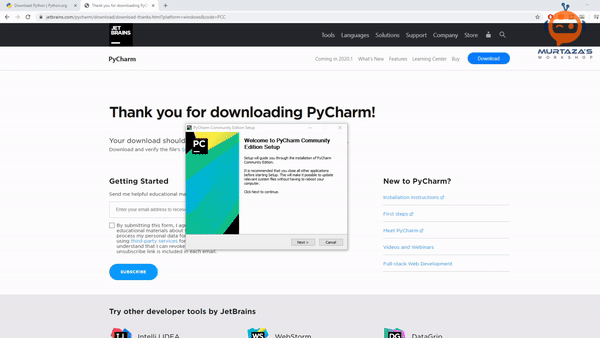 Download Python | Python.org
Thank you for downloading PyC
jetbrains.com/pycharm/download/download-thanks.html?platform=windows&code=PCC
JET
BRAINS
Tools
Languages
Solutions
Support
Company
Store
MURTAZA'S
WORKSHOP
PyCharm
Coming in 2020.1
What's New
Features
Learning Center
Buy
Download
Thank you for downloading PyCharm!
Your download should
Download and verify the file's
PyCharm Community Edition Setup
PC
Welcome to PyCharm Community
Edition Setup
Setup will guide you through the installation of PyCharm
Community Edition.
It is recommended that you close all other applications
before starting Setup. This will make it possible to update
relevant system files without having to reboot your
computer.
Click Next to continue.
Next >
Cancel
Getting Started
Send me helpful educational ma
Enter your email address to receive
By submitting this form, I ag
educational materials about
process my personal data for
using third-party services fo
understand that I can revoke
unsubscribe link is included in each email.
SUBSCRIBE
New to PyCharm?
Installation Instructions
First steps
Meet PyCharm
Videos and Webinars
Full-stack Web Development
Try other developer tools by JetBrains
IJ
IntelliJ IDEA
WS
WebStorm
DG
DataGrip